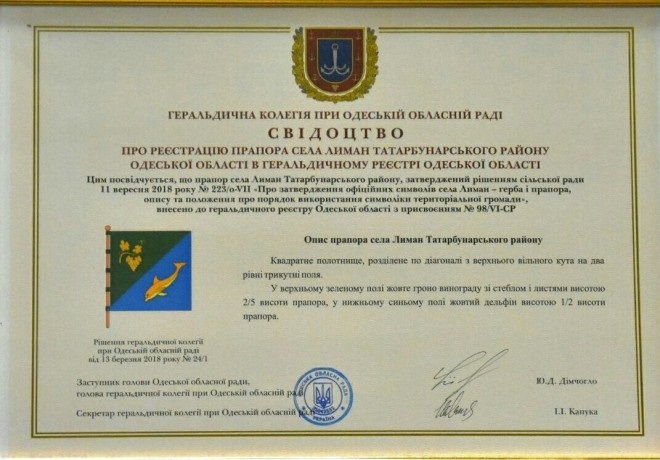 ГЕРАЛЬДИЧНА КОЛЕГІЯ ПРИ ОДЕСЬКІЙ ОБЛАСНІЙ РАДІ
СВІДОЦТВО
ПРО РЕЄСТРАЦІЮ ПРАПОРА СЕЛА ЛИМАН ТАТАРБУНАРСЬКОГО РАЙОНУ
ОДЕСЬКОЇ ОБЛАСТІ В ГЕРАЛЬДИЧНОМУ РЕЄСТРІ ОДЕСЬКОЇ ОБЛАСТІ
Цим посвідчується, що прапор села Лиман Татарбунарського району, затверджений рішенням сільської ради
11 вересня 2018 року № 223/о-VII «Про затвердження офіційних символів села Лиман – герба і прапора,
опису та положення про порядок використання символіки територіальної громади»,
внесено до геральдичного реєстру Одеської області з присвоєнням № 98/VI-СР
Опис прапора села Лиман Татарбунарського району
Квадратне полотнище, розділене по діагоналі з верхнього вільного кута на два
рівні трикутні поля.
У верхньому зеленому полі жовте гроно винограду зі стеблом і листями висотою
2/5 висоти прапора, у нижньому синьому полі жовтий дельфін висотою 1/2 висоти
прапора.
Рішення геральдичної колегії
при Одеській обласній раді
від 15 березня 2018 року № 24/1
Заступник голови Одеської обласної ради,
голова геральдичної колегії при Одеській обласній раді
Ю.Д. Дімчогло
Секретар геральдичної колегії при Одеській обласній раді
І.І. Капука